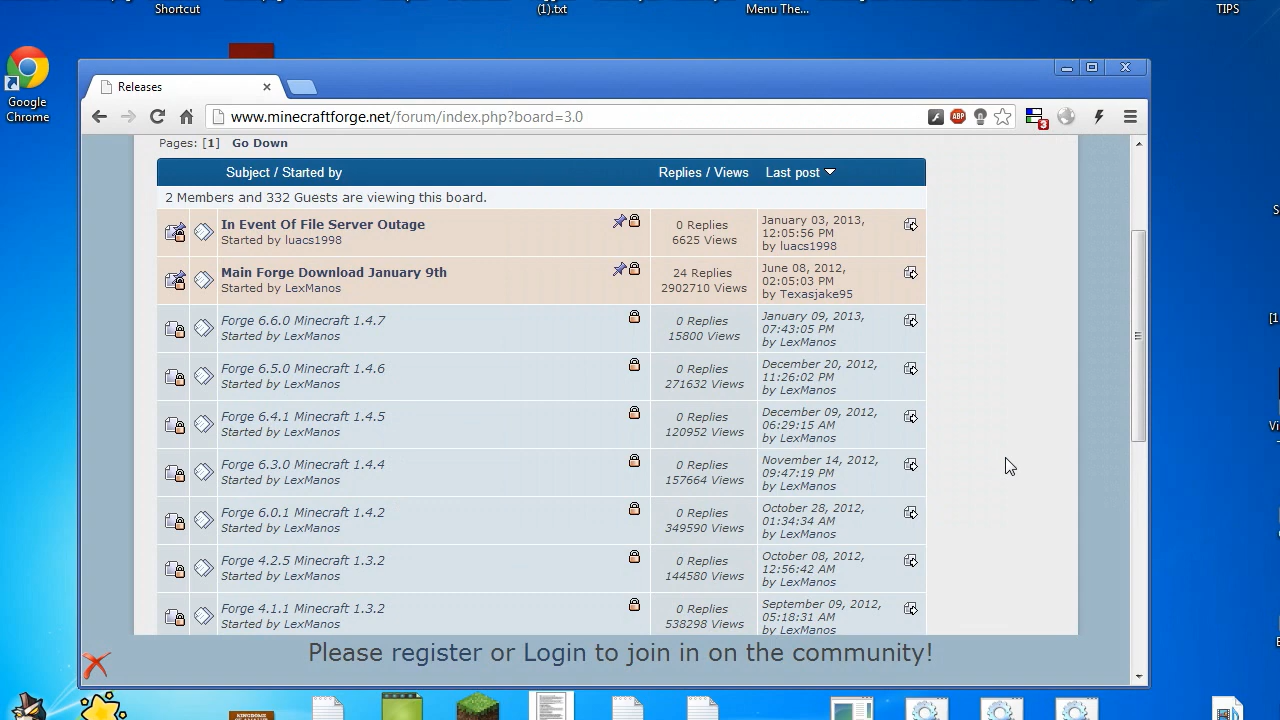 Shortcut
(1).txt
Menu The...
TIPS
Google
Chrome
Releases
www.minecraftforge.net/forum/index.php?board=3.0
3
Pages: [1] Go Down
Subject / Started by
Replies / Views
Last post
2 Members and 332 Guests are viewing this board.
In Event Of File Server Outage
Started by luacs1998
0 Replies
6625 Views
January 03, 2013,
12:05:56 PM
by luacs1998
Main Forge Download January 9th
Started by LexManos
24 Replies
2902710 Views
June 08, 2012,
02:05:03 PM
by Texasjake95
Forge 6.6.0 Minecraft 1.4.7
Started by LexManos
0 Replies
15800 Views
January 09, 2013,
07:43:05 PM
by LexManos
Forge 6.5.0 Minecraft 1.4.6
Started by LexManos
0 Replies
271632 Views
December 20, 2012,
11:26:02 PM
by LexManos
Forge 6.4.1 Minecraft 1.4.5
Started by LexManos
0 Replies
120952 Views
December 09, 2012,
06:29:15 AM
by LexManos
Forge 6.3.0 Minecraft 1.4.4
Started by LexManos
0 Replies
157664 Views
November 14, 2012,
09:47:19 PM
by LexManos
Forge 6.0.1 Minecraft 1.4.2
Started by LexManos
0 Replies
349590 Views
October 28, 2012,
01:34:34 AM
by LexManos
Forge 4.2.5 Minecraft 1.3.2
Started by LexManos
0 Replies
144580 Views
October 08, 2012,
12:56:42 AM
by LexManos
Forge 4.1.1 Minecraft 1.3.2
Started by LexManos
0 Replies
538298 Views
September 09, 2012,
05:18:31 AM
by LexManos
Please register or Login to join in on the community!